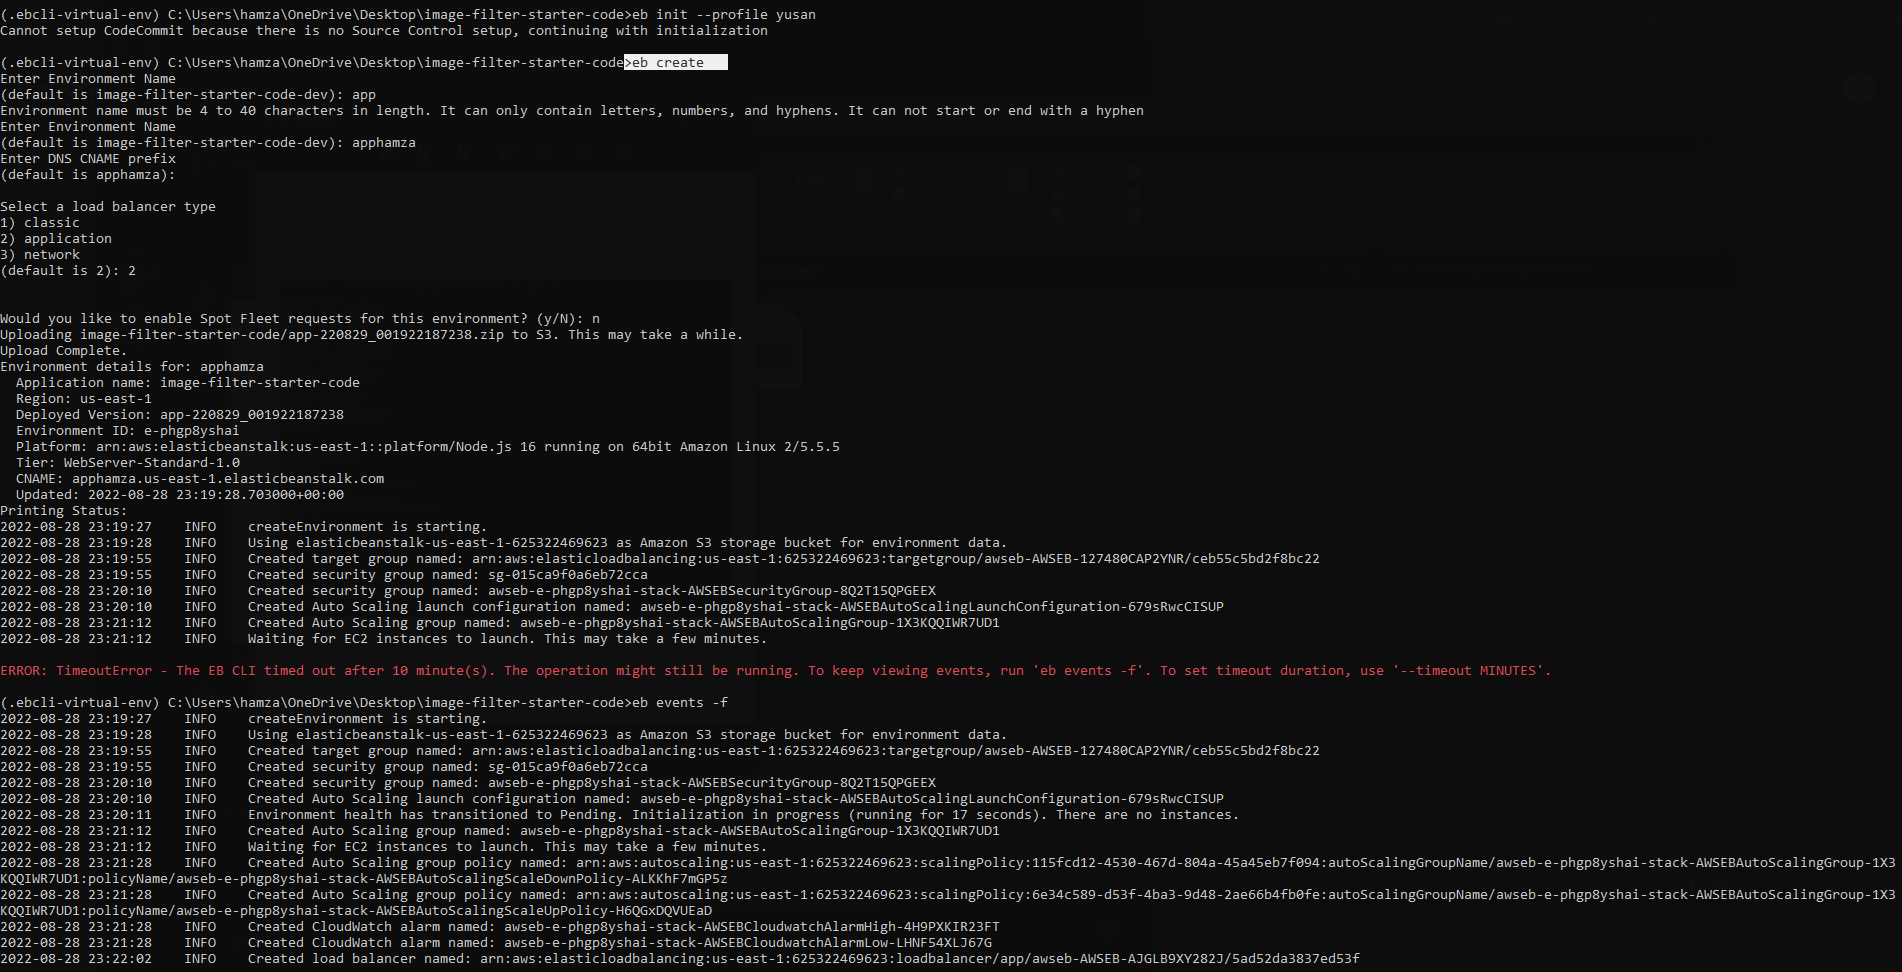 (.ebcli-virtual-env) C:\Users\hamza\OneDrive\Desktop\image-filter-starter-code>eb init --profile yusan
Cannot setup CodeCommit because there is no Source Control setup, continuing with initialization
(.ebcli-virtual-env) C:\Users\hamza\OneDrive\Desktop\image-filter-starter-code>eb create
Enter Environment Name
(default is image-filter-starter-code-dev): app
Environment name must be 4 to 40 characters in length. It can only contain letters, numbers, and hyphens. It can not start or end with a hyphen
Enter Environment Name
(default is image-filter-starter-code-dev): apphamza
Enter DNS CNAME prefix
(default is apphamza):
Select a load balancer type
1) classic
2) application
3) network
(default is 2): 2
Would you like to enable Spot Fleet requests for this environment? (y/N): n
Uploading image-filter-starter-code/app-220829_001922187238.zip to S3. This may take a while.
Upload Complete.
Environment details for: apphamza
  Application name: image-filter-starter-code
  Region: us-east-1
  Deployed Version: app-220829_001922187238
  Environment ID: e-phgp8yshai
  Platform: arn:aws:elasticbeanstalk:us-east-1::platform/Node.js 16 running on 64bit Amazon Linux 2/5.5.5
  Tier: WebServer-Standard-1.0
  CNAME: apphamza.us-east-1.elasticbeanstalk.com
  Updated: 2022-08-28 23:19:28.703000+00:00
Printing Status:
2022-08-28 23:19:27    INFO    createEnvironment is starting.
2022-08-28 23:19:28    INFO    Using elasticbeanstalk-us-east-1-625322469623 as Amazon S3 storage bucket for environment data.
2022-08-28 23:19:55    INFO    Created target group named: arn:aws:elasticloadbalancing:us-east-1:625322469623:targetgroup/awseb-AWSEB-127480CAP2YNR/ceb55c5bd2f8bc22
2022-08-28 23:19:55    INFO    Created security group named: sg-015ca9f0a6eb72cca
2022-08-28 23:20:10    INFO    Created security group named: awseb-e-phgp8yshai-stack-AWSEBSecurityGroup-8Q2T15QPGEEX
2022-08-28 23:20:10    INFO    Created Auto Scaling launch configuration named: awseb-e-phgp8yshai-stack-AWSEBAutoScalingLaunchConfiguration-679sRwcCISUP
2022-08-28 23:21:12    INFO    Created Auto Scaling group named: awseb-e-phgp8yshai-stack-AWSEBAutoScalingGroup-1X3KQQIWR7UD1
2022-08-28 23:21:12    INFO    Waiting for EC2 instances to launch. This may take a few minutes.
ERROR: TimeoutError - The EB CLI timed out after 10 minute(s). The operation might still be running. To keep viewing events, run 'eb events -f'. To set timeout duration, use '--timeout MINUTES'.
(.ebcli-virtual-env) C:\Users\hamza\OneDrive\Desktop\image-filter-starter-code>eb events -f
2022-08-28 23:19:27    INFO    createEnvironment is starting.
2022-08-28 23:19:28    INFO    Using elasticbeanstalk-us-east-1-625322469623 as Amazon S3 storage bucket for environment data.
2022-08-28 23:19:55    INFO    Created target group named: arn:aws:elasticloadbalancing:us-east-1:625322469623:targetgroup/awseb-AWSEB-127480CAP2YNR/ceb55c5bd2f8bc22
2022-08-28 23:19:55    INFO    Created security group named: sg-015ca9f0a6eb72cca
2022-08-28 23:20:10    INFO    Created security group named: awseb-e-phgp8yshai-stack-AWSEBSecurityGroup-8Q2T15QPGEEX
2022-08-28 23:20:10    INFO    Created Auto Scaling launch configuration named: awseb-e-phgp8yshai-stack-AWSEBAutoScalingLaunchConfiguration-679sRwcCISUP
2022-08-28 23:20:11    INFO    Environment health has transitioned to Pending. Initialization in progress (running for 17 seconds). There are no instances.
2022-08-28 23:21:12    INFO    Created Auto Scaling group named: awseb-e-phgp8yshai-stack-AWSEBAutoScalingGroup-1X3KQQIWR7UD1
2022-08-28 23:21:12    INFO    Waiting for EC2 instances to launch. This may take a few minutes.
2022-08-28 23:21:28    INFO    Created Auto Scaling group policy named: arn:aws:autoscaling:us-east-1:625322469623:scalingPolicy:115fcd12-4530-467d-804a-45a45eb7f094:autoScalingGroupName/awseb-e-phgp8yshai-stack-AWSEBAutoScalingGroup-1X3
KQQIWR7UD1:policyName/awseb-e-phgp8yshai-stack-AWSEBAutoScalingScaleDownPolicy-ALKKhF7mGP5z
2022-08-28 23:21:28    INFO    Created Auto Scaling group policy named: arn:aws:autoscaling:us-east-1:625322469623:scalingPolicy:6e34c589-d53f-4ba3-9d48-2ae66b4fb0fe:autoScalingGroupName/awseb-e-phgp8yshai-stack-AWSEBAutoScalingGroup-1X3
KQQIWR7UD1:policyName/awseb-e-phgp8yshai-stack-AWSEBAutoScalingScaleUpPolicy-H6QGxDQVUEaD
2022-08-28 23:21:28    INFO    Created CloudWatch alarm named: awseb-e-phgp8yshai-stack-AWSEBCloudwatchAlarmHigh-4H9PXKIR23FT
2022-08-28 23:21:28    INFO    Created CloudWatch alarm named: awseb-e-phgp8yshai-stack-AWSEBCloudwatchAlarmLow-LHNF54XLJ67G
2022-08-28 23:22:02    INFO    Created load balancer named: arn:aws:elasticloadbalancing:us-east-1:625322469623:loadbalancer/app/awseb-AWSEB-AJGLB9XY282J/5ad52da3837ed53f